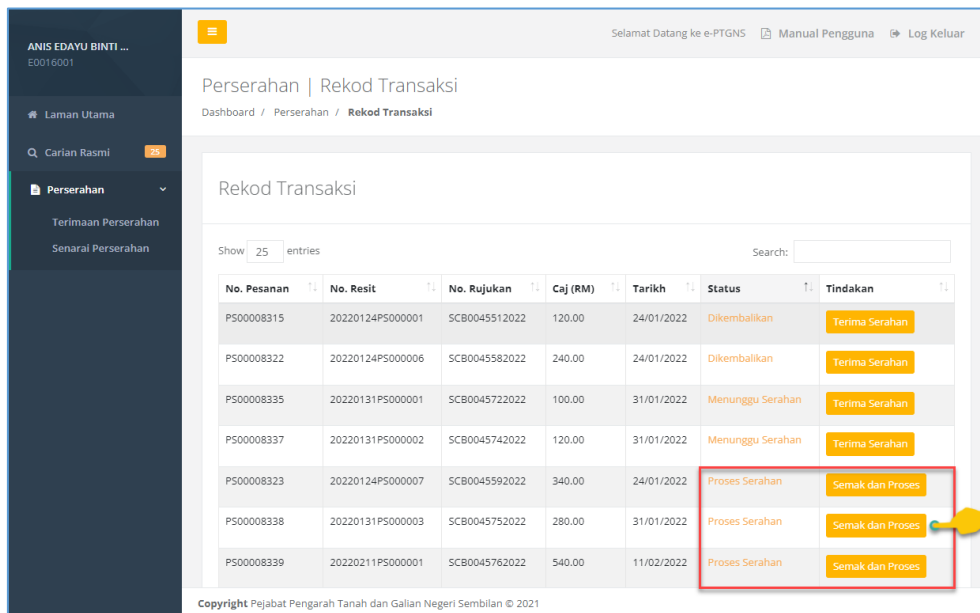 ANIS EDAYU BINTI ...
E0016001
Selamat Datang ke e-PTGNS Manual Pengguna Log Keluar
Laman Utama
Carian Rasmi 25
Perserahan
Terimaan Perserahan
Senarai Perserahan
Perserahan | Rekod Transaksi
Dashboard / Perserahan / Rekod Transaksi
Rekod Transaksi
Show 25 entries Search:
No. Pesanan No. Resit No. Rujukan Caj (RM) Tarikh Status Tindakan
PS00008315 20220124PS000001 SCB0045512022 120.00 24/01/2022 Dikembalikan Terima Serahan
PS00008322 20220124PS000006 SCB0045582022 240.00 24/01/2022 Dikembalikan Terima Serahan
PS00008335 20220131PS000001 SCB0045722022 100.00 31/01/2022 Menunggu Serahan Terima Serahan
PS00008337 20220131PS000002 SCB0045742022 120.00 31/01/2022 Menunggu Serahan Terima Serahan
PS00008323 20220124PS000007 SCB0045592022 340.00 24/01/2022 Proses Serahan Semak dan Proses
PS00008338 20220131PS000003 SCB0045752022 280.00 31/01/2022 Proses Serahan Semak dan Proses
PS00008339 20220211PS000001 SCB0045762022 540.00 11/02/2022 Proses Serahan Semak dan Proses
Copyright Pejabat Pengarah Tanah dan Galian Negeri Sembilan © 2021